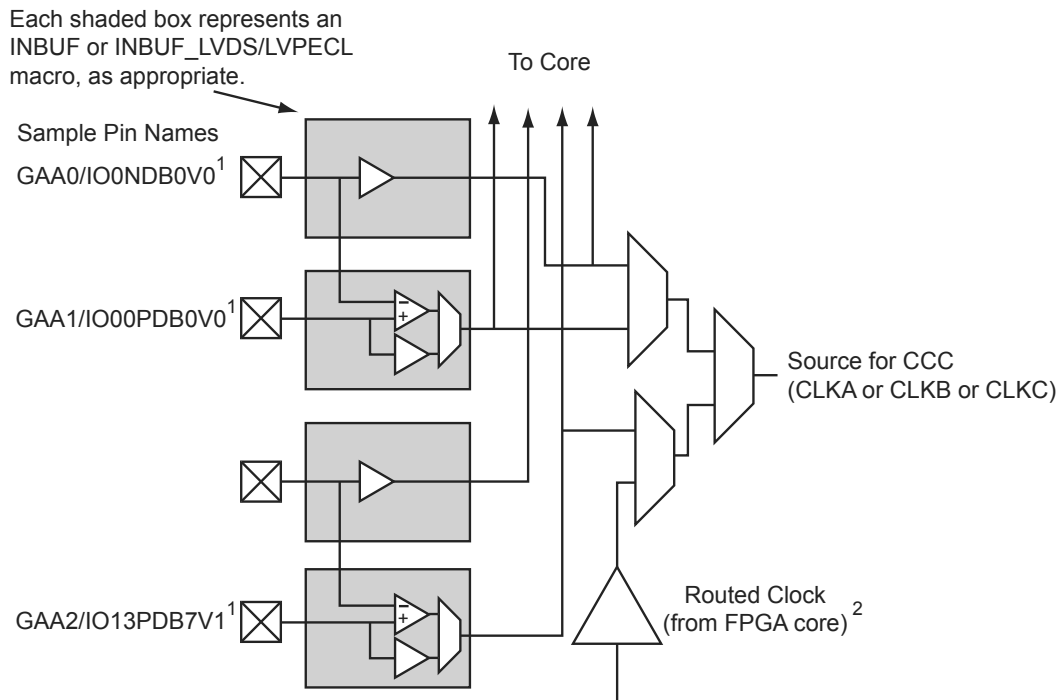 Each shaded box represents an
INBUF or INBUF_LVDS/LVPECL
macro, as appropriate.
To Core
Sample Pin Names
GAA0/IO0NDB0V0¹
GAA1/IO00PDB0V0¹
Source for CCC
(CLKA or CLKB or CLKC)
GAA2/IO13PDB7V1¹
Routed Clock
(from FPGA core)²
− +
− +